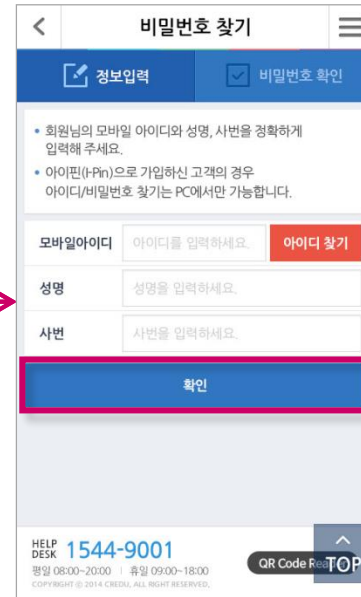 비밀번호 찾기
정보입력
비밀번호 확인
• 회원님의 모바일 아이디와 성명, 사번을 정확하게
입력해 주세요.
• 아이핀(I-Pin)으로 가입하신 고객의 경우
아이디/비밀번호 찾기는 PC에서만 가능합니다.
모바일아이디 아이디를 입력하세요. 아이디 찾기
성명 성명을 입력하세요.
사번 사번을 입력하세요.
확인
HELP DESK 1544-9001
평일 08:00~20:00 | 휴일 09:00~18:00
COPYRIGHT © 2014 CREDU, ALL RIGHT RESERVED,
QR Code Rea
TOP